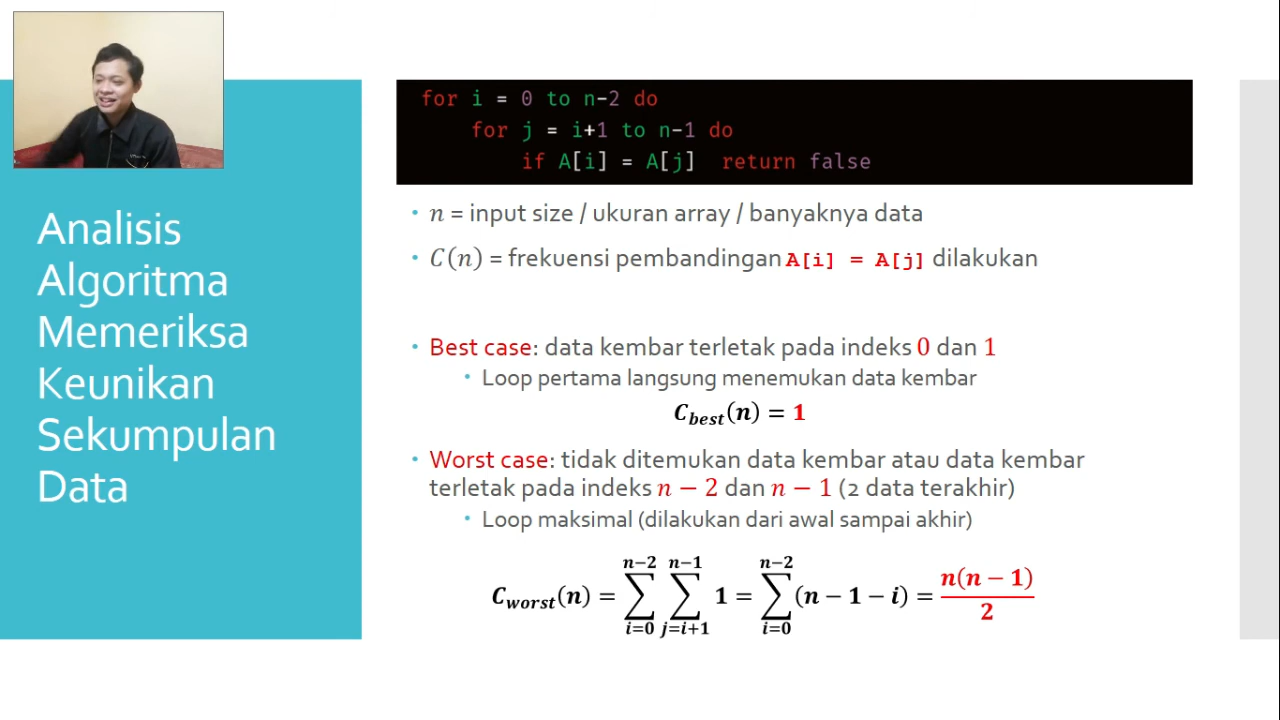 Analisis
Algoritma
Memeriksa
Keunikan
Sekumpulan
Data
for i = 0 to n-2 do
for j = i+1 to n-1 do
if A[i] = A[j] return false
• n = input size / ukuran array / banyaknya data
• C(n) = frekuensi pembandingan A[i] = A[j] dilakukan
• Best case: data kembar terletak pada indeks 0 dan 1
• Loop pertama langsung menemukan data kembar
C_best(n) = 1
• Worst case: tidak ditemukan data kembar atau data kembar
terletak pada indeks n − 2 dan n − 1 (2 data terakhir)
• Loop maksimal (dilakukan dari awal sampai akhir)
C_worst(n) = ∑_{i=0}^{n−2} ∑_{j=i+1}^{n−1} 1 = ∑_{i=0}^{n−2} (n − 1 − i) = n(n − 1)/2